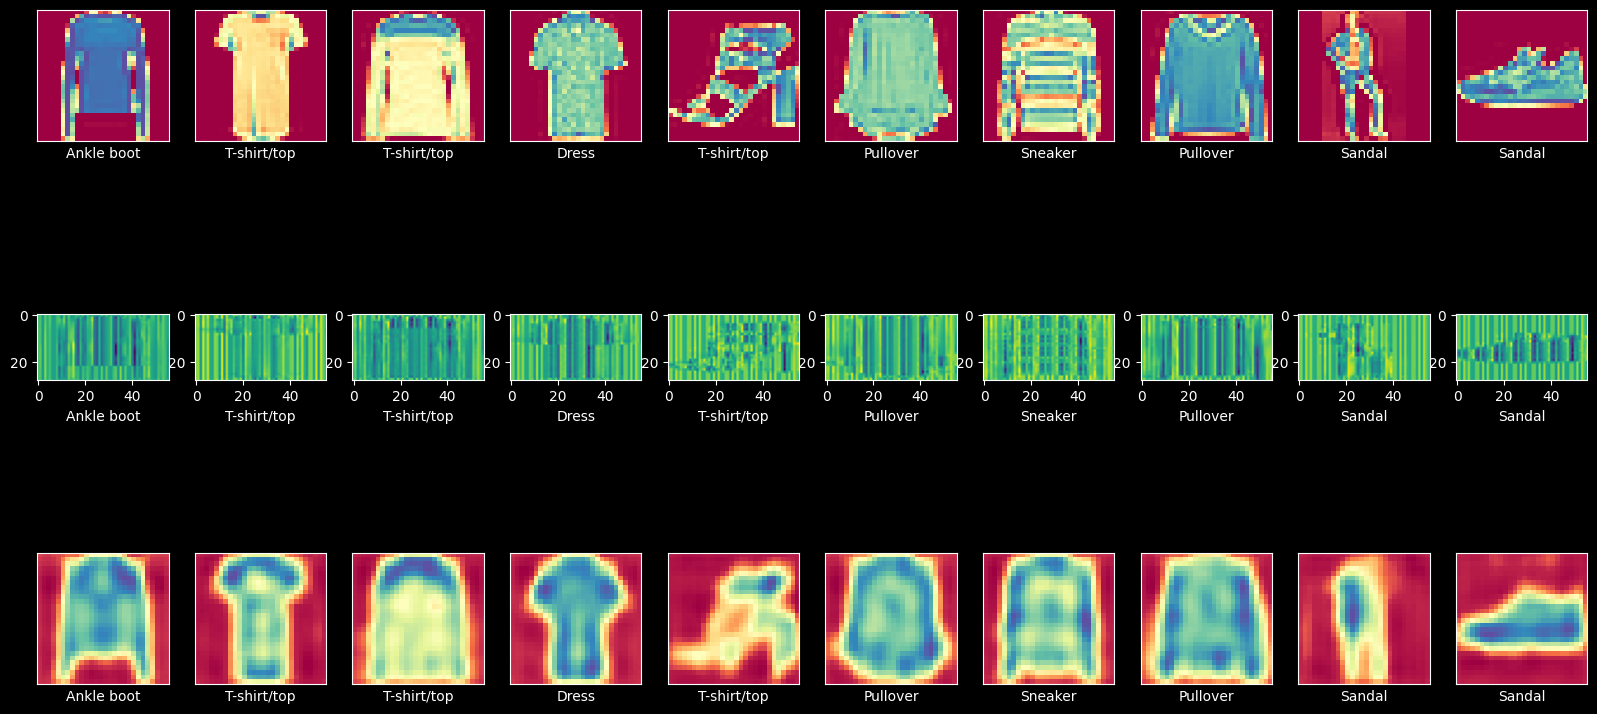 Ankle boot T-shirt/top T-shirt/top Dress T-shirt/top Pullover Sneaker Pullover Sandal Sandal
0 0 0 0 0 0 0 0 0 0
20 20 20 20 20 20 20 20 20 20
0 20 40 0 20 40 0 20 40 0 20 40 0 20 40 0 20 40 0 20 40 0 20 40 0 20 40 0 20 40
Ankle boot T-shirt/top T-shirt/top Dress T-shirt/top Pullover Sneaker Pullover Sandal Sandal
Ankle boot T-shirt/top T-shirt/top Dress T-shirt/top Pullover Sneaker Pullover Sandal Sandal